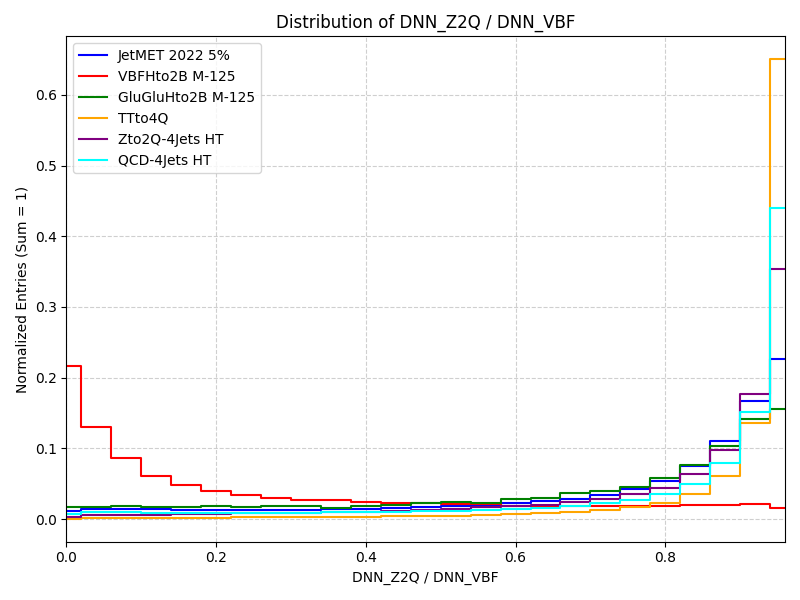 Distribution of DNN_Z2Q / DNN_VBF
JetMET 2022 5%
VBFHto2B M-125
GluGluHto2B M-125
TTto4Q
Zto2Q-4Jets HT
QCD-4Jets HT
Normalized Entries (Sum = 1)
0.6
0.5
0.4
0.3
0.2
0.1
0.0
0.0 0.2 0.4 0.6 0.8
DNN_Z2Q / DNN_VBF